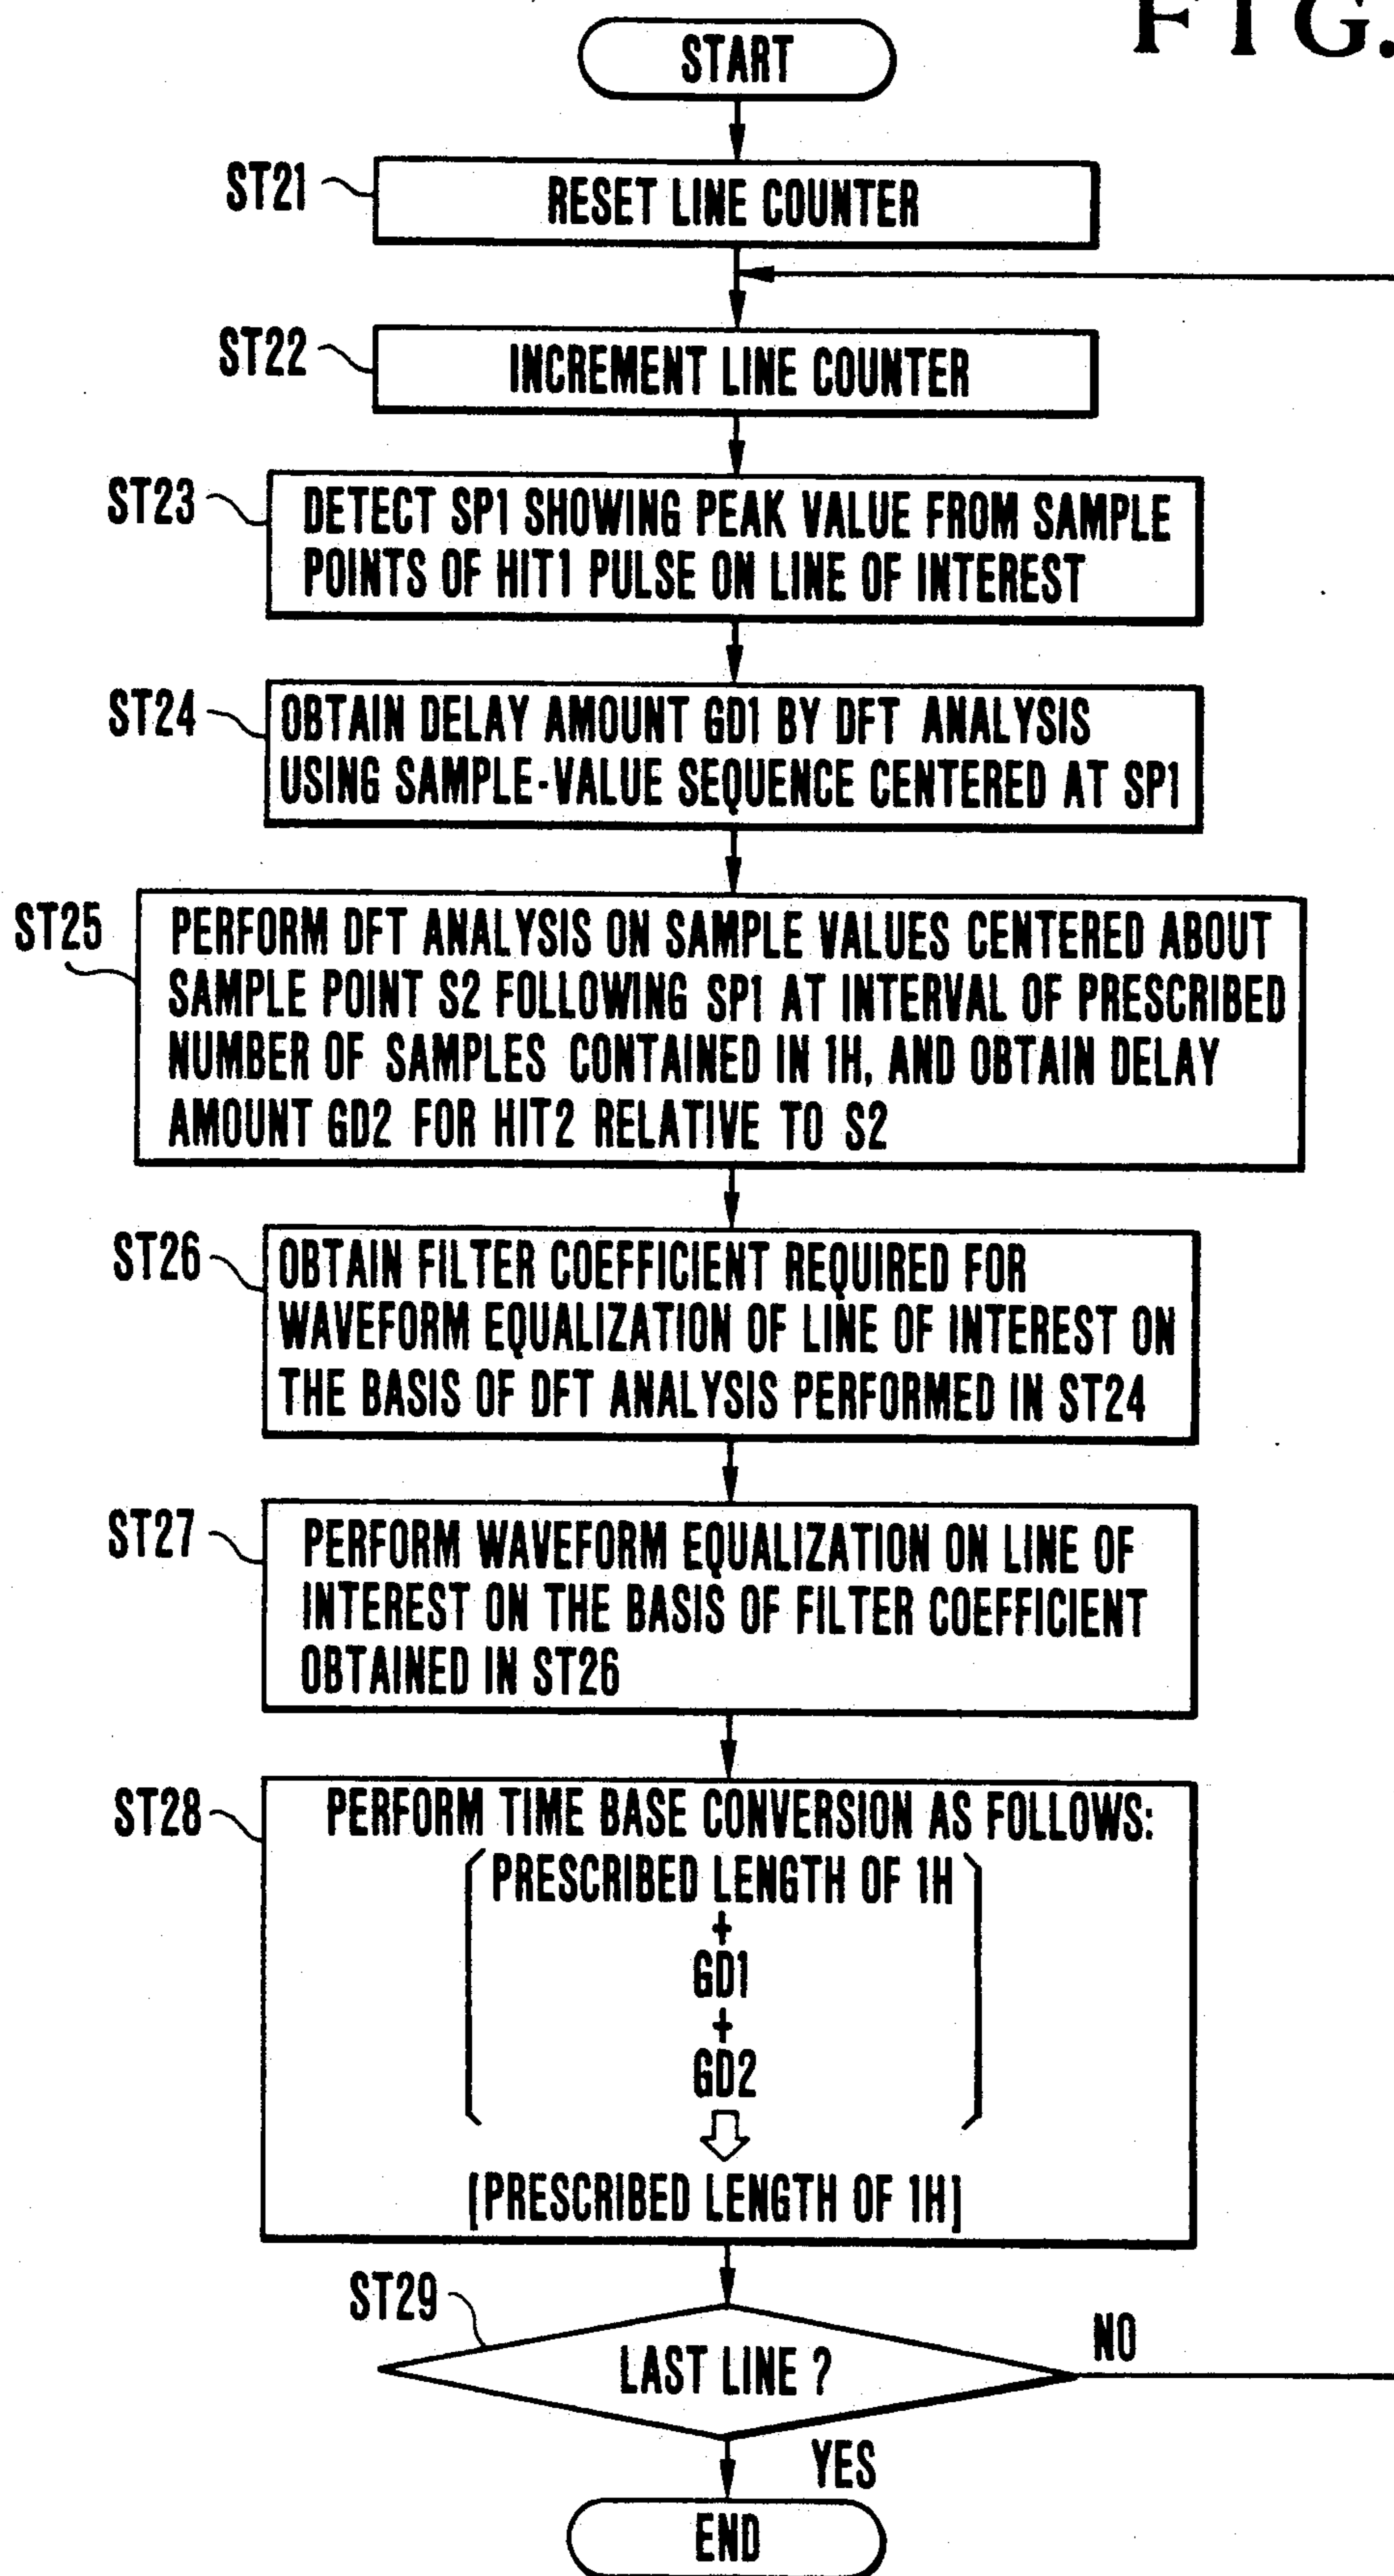 FIG.
START
ST21
RESET LINE COUNTER
ST22
INCREMENT LINE COUNTER
ST23
DETECT SP1 SHOWING PEAK VALUE FROM SAMPLE
POINTS OF HIT1 PULSE ON LINE OF INTEREST
ST24
OBTAIN DELAY AMOUNT GD1 BY DFT ANALYSIS
USING SAMPLE-VALUE SEQUENCE CENTERED AT SP1
ST25
PERFORM DFT ANALYSIS ON SAMPLE VALUES CENTERED ABOUT
SAMPLE POINT S2 FOLLOWING SP1 AT INTERVAL OF PRESCRIBED
NUMBER OF SAMPLES CONTAINED IN 1H, AND OBTAIN DELAY
AMOUNT GD2 FOR HIT2 RELATIVE TO S2
ST26
OBTAIN FILTER COEFFICIENT REQUIRED FOR
WAVEFORM EQUALIZATION OF LINE OF INTEREST ON
THE BASIS OF DFT ANALYSIS PERFORMED IN ST24
ST27
PERFORM WAVEFORM EQUALIZATION ON LINE OF
INTEREST ON THE BASIS OF FILTER COEFFICIENT
OBTAINED IN ST26
ST28
PERFORM TIME BASE CONVERSION AS FOLLOWS:
PRESCRIBED LENGTH OF 1H
+
GD1
+
GD2
[PRESCRIBED LENGTH OF 1H]
ST29
LAST LINE ?
NO
YES
END